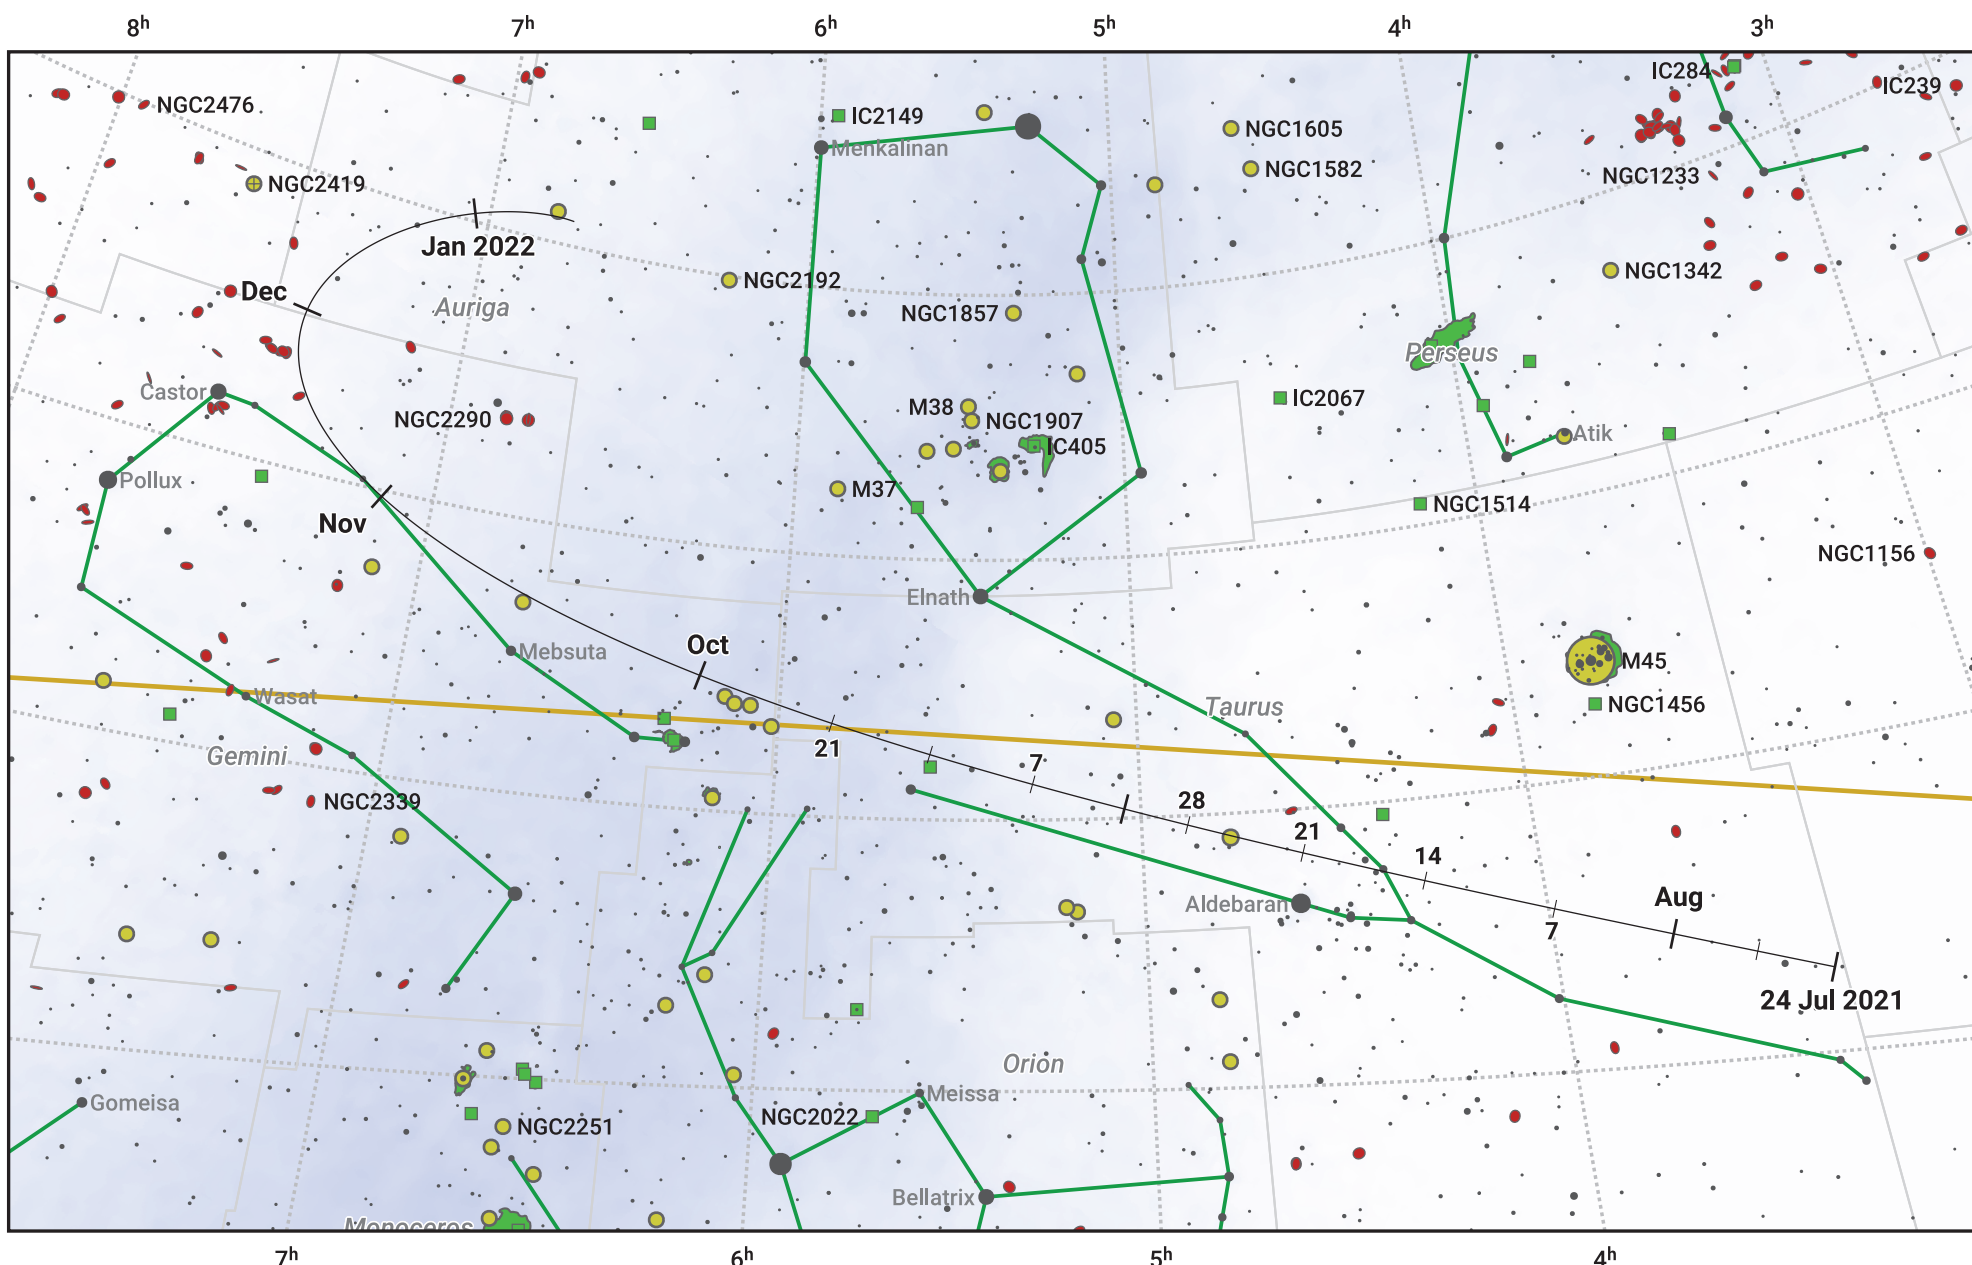 8h 7h 6h 5h 4h 3h
IC284
IC239
NGC2476
IC2149
NGC1605
Menkalinan
NGC1582
NGC1233
NGC2419
Jan 2022
NGC1342
NGC2192
Dec
Auriga
NGC1857
Perseus
Castor
IC2067
M38
NGC2290
NGC1907
Atik
IC405
Pollux
M37
NGC1514
Nov
NGC1156
Elnath
Oct
Mebsuta
M45
Wasat
Taurus
NGC1456
21
Gemini
7
NGC2339
28
21
14
Aug
Aldebaran
7
24 Jul 2021
Orion
Meissa
Gomeisa
NGC2022
NGC2251
Bellatrix
Monoceros
7h 6h 5h 4h